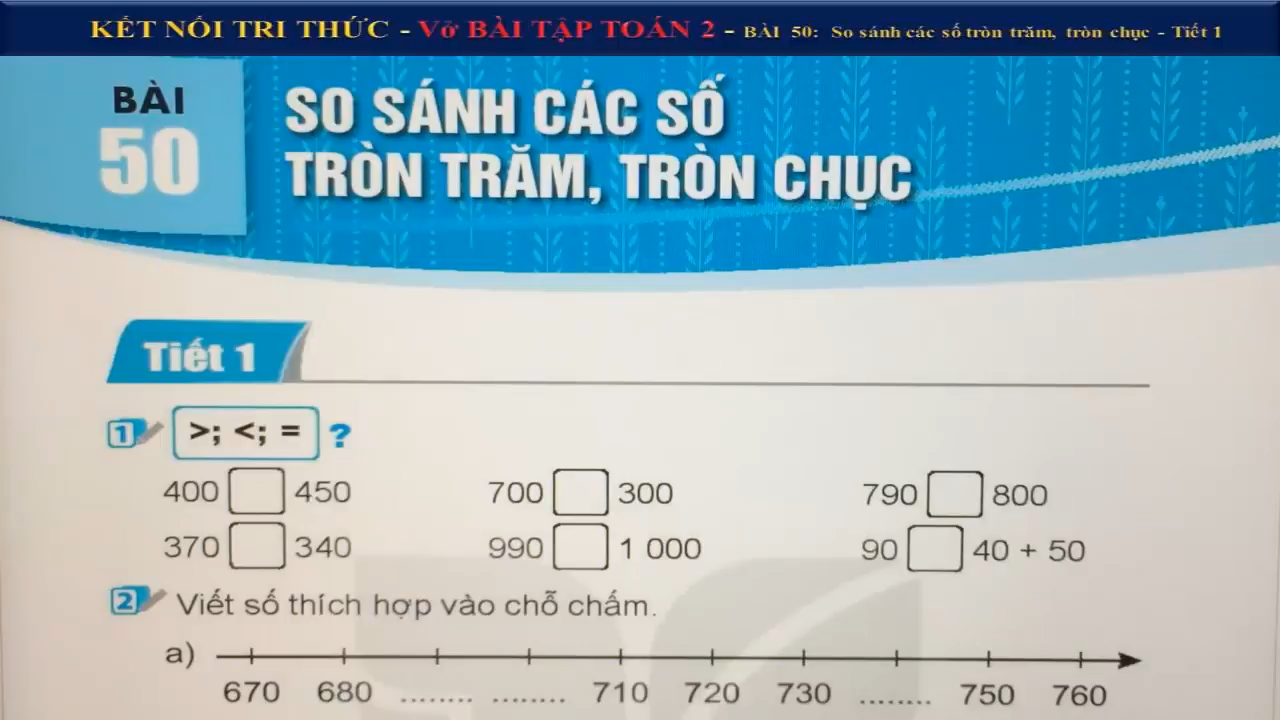 KẾT NỐI TRI THỨC - Vở BÀI TẬP TOÁN 2 - BÀI 50: So sánh các số tròn trăm, tròn chục - Tiết 1
BÀI
50
SO SÁNH CÁC SỐ
TRÒN TRĂM, TRÒN CHỤC
Tiết 1
1 >; <; = ?
400 450 700 300 790 800
370 340 990 1 000 90 40 + 50
2 Viết số thích hợp vào chỗ chấm.
a)
670 680 ........ ........ 710 720 730 ........ 750 760